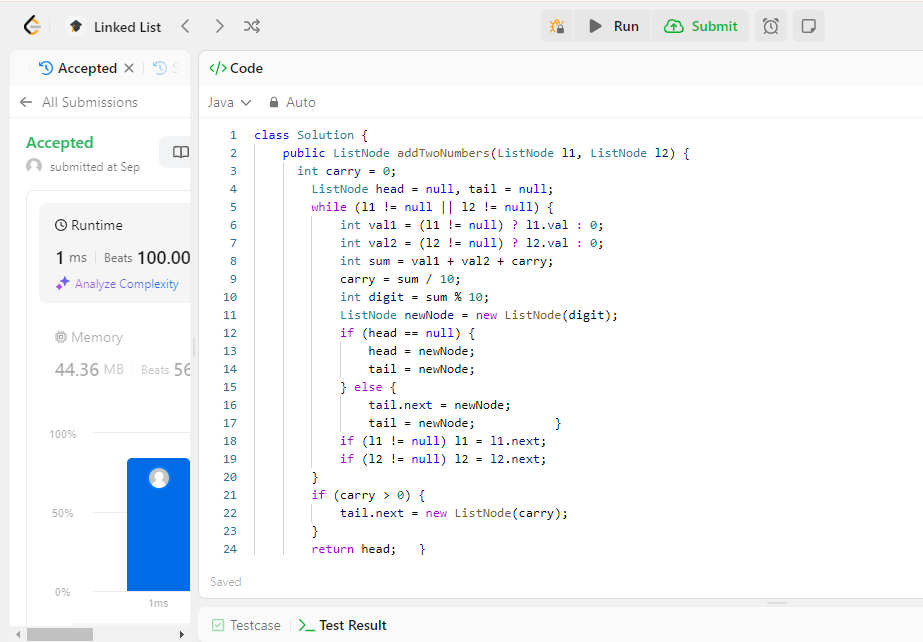 Linked List
Run
Submit
Accepted
S
All Submissions
Accepted
submitted at Sep
Runtime
1 ms | Beats 100.00
Analyze Complexity
Memory
44.36 MB | Beats 56
100%
50%
0%
1ms
</> Code
Java
Auto
1 class Solution {
2 public ListNode addTwoNumbers(ListNode l1, ListNode l2) {
3 int carry = 0;
4 ListNode head = null, tail = null;
5 while (l1 != null || l2 != null) {
6 int val1 = (l1 != null) ? l1.val : 0;
7 int val2 = (l2 != null) ? l2.val : 0;
8 int sum = val1 + val2 + carry;
9 carry = sum / 10;
10 int digit = sum % 10;
11 ListNode newNode = new ListNode(digit);
12 if (head == null) {
13 head = newNode;
14 tail = newNode;
15 } else {
16 tail.next = newNode;
17 tail = newNode; }
18 if (l1 != null) l1 = l1.next;
19 if (l2 != null) l2 = l2.next;
20 }
21 if (carry > 0) {
22 tail.next = new ListNode(carry);
23 }
24 return head; }
Saved
Testcase
>_ Test Result